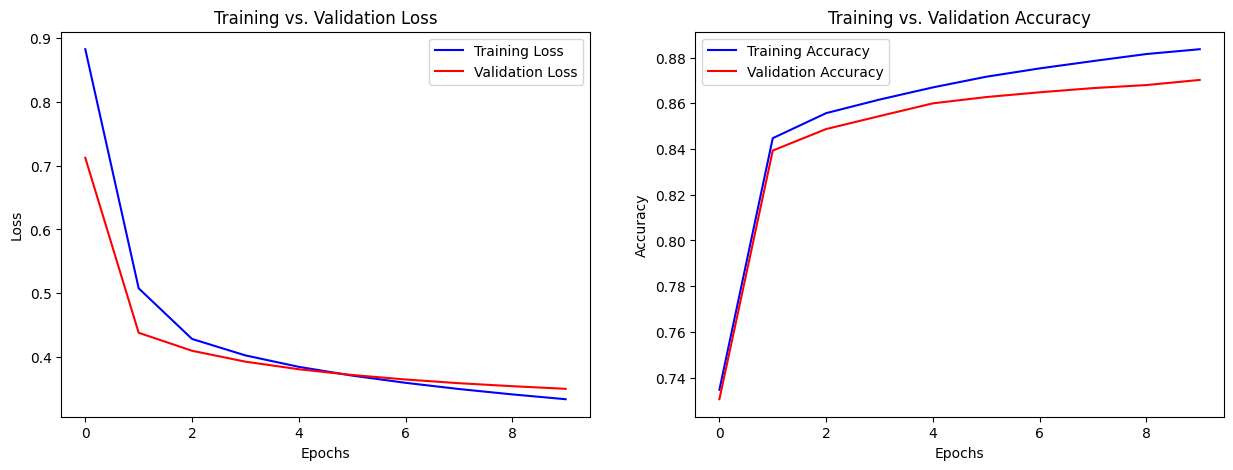 Training vs. Validation Loss
Training Loss
Validation Loss
0.9
0.8
0.7
0.6
0.5
0.4
Loss
0 2 4 6 8
Epochs
Training vs. Validation Accuracy
Training Accuracy
Validation Accuracy
0.88
0.86
0.84
0.82
0.80
0.78
0.76
0.74
Accuracy
0 2 4 6 8
Epochs